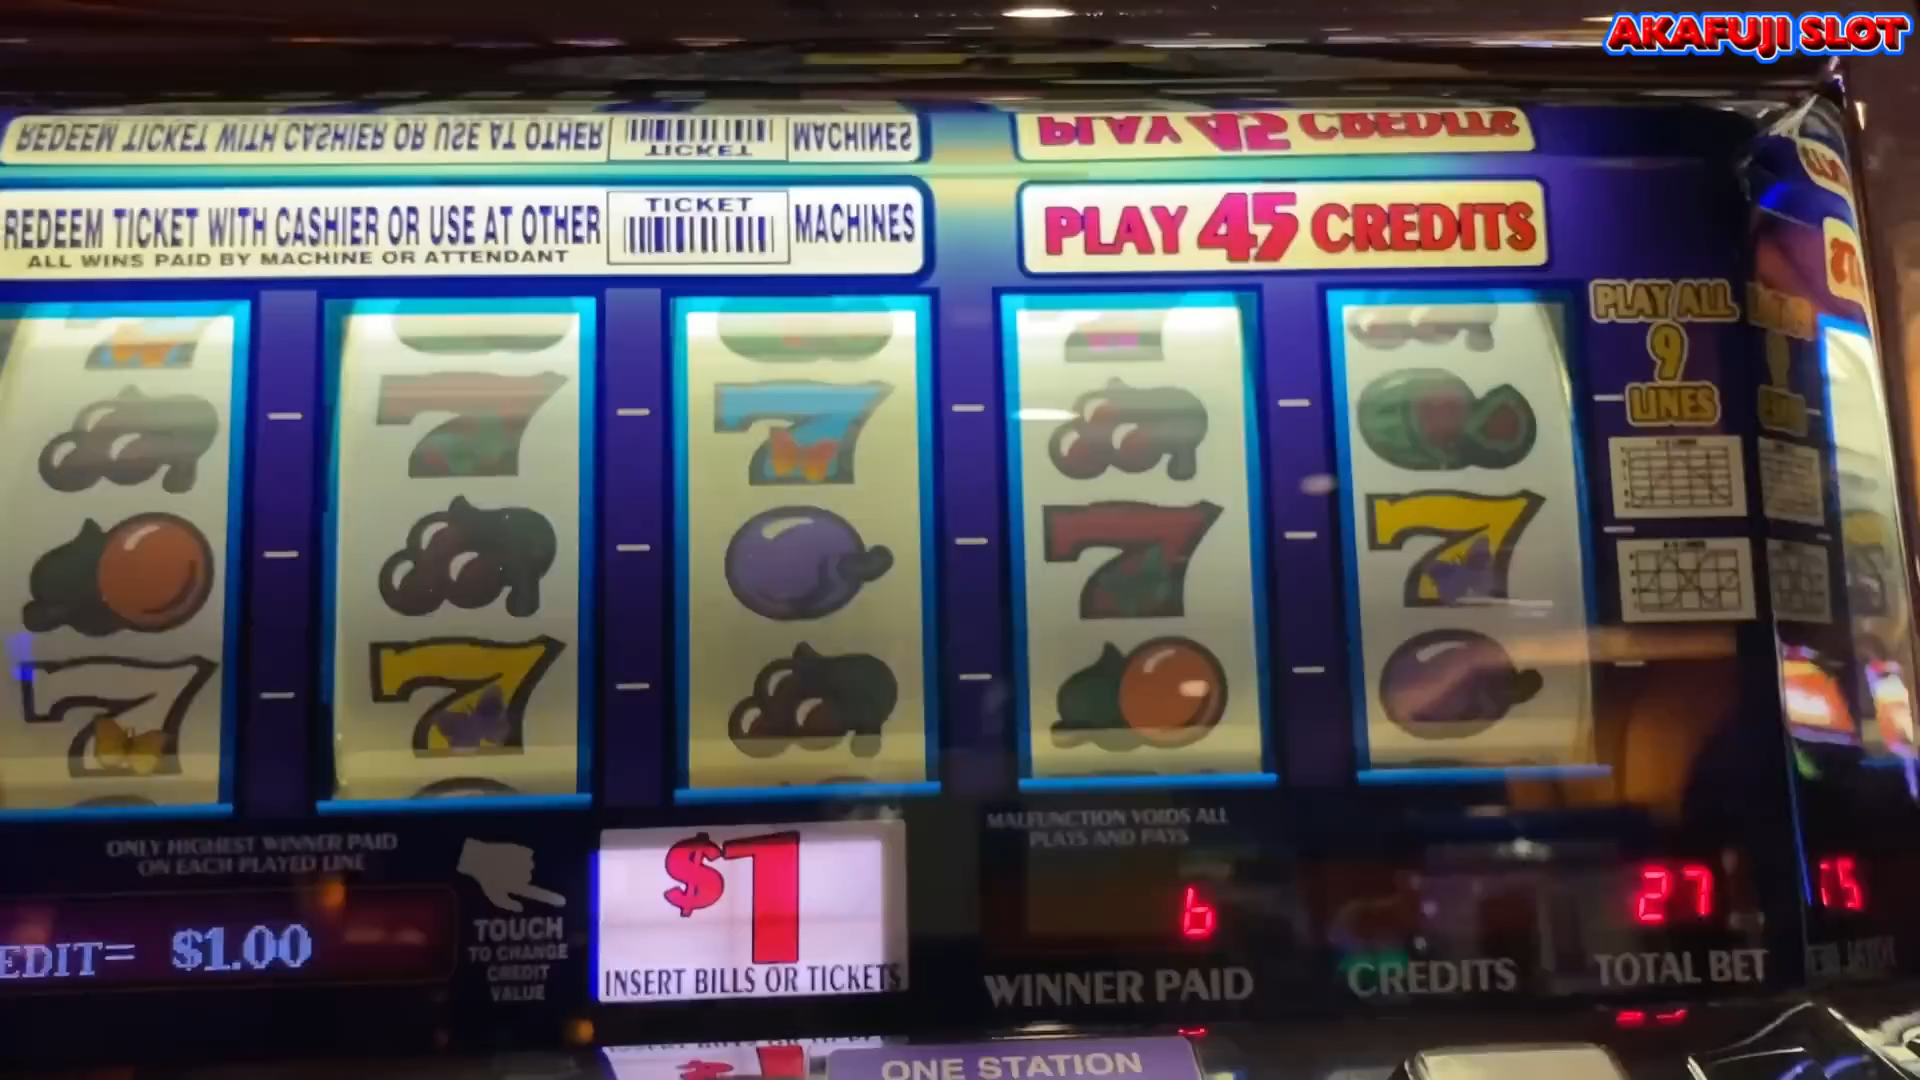 AKAFUJI SLOT
REDEEM TICKET WITH CASHIER OR USE AT OTHER TICKET MACHINES
PLAY 45 CREDITS
REDEEM TICKET WITH CASHIER OR USE AT OTHER TICKET MACHINES
ALL WINS PAID BY MACHINE OR ATTENDANT
PLAY 45 CREDITS
PLAY ALL
9
LINES
ONLY HIGHEST WINNER PAID
ON EACH PLAYED LINE
EDIT= $1.00
TOUCH
TO CHANGE
CREDIT
VALUE
$1
INSERT BILLS OR TICKETS
MALFUNCTION VOIDS ALL
PLAYS AND PAYS
6
WINNER PAID
CREDITS
27
TOTAL BET
ONE STATION